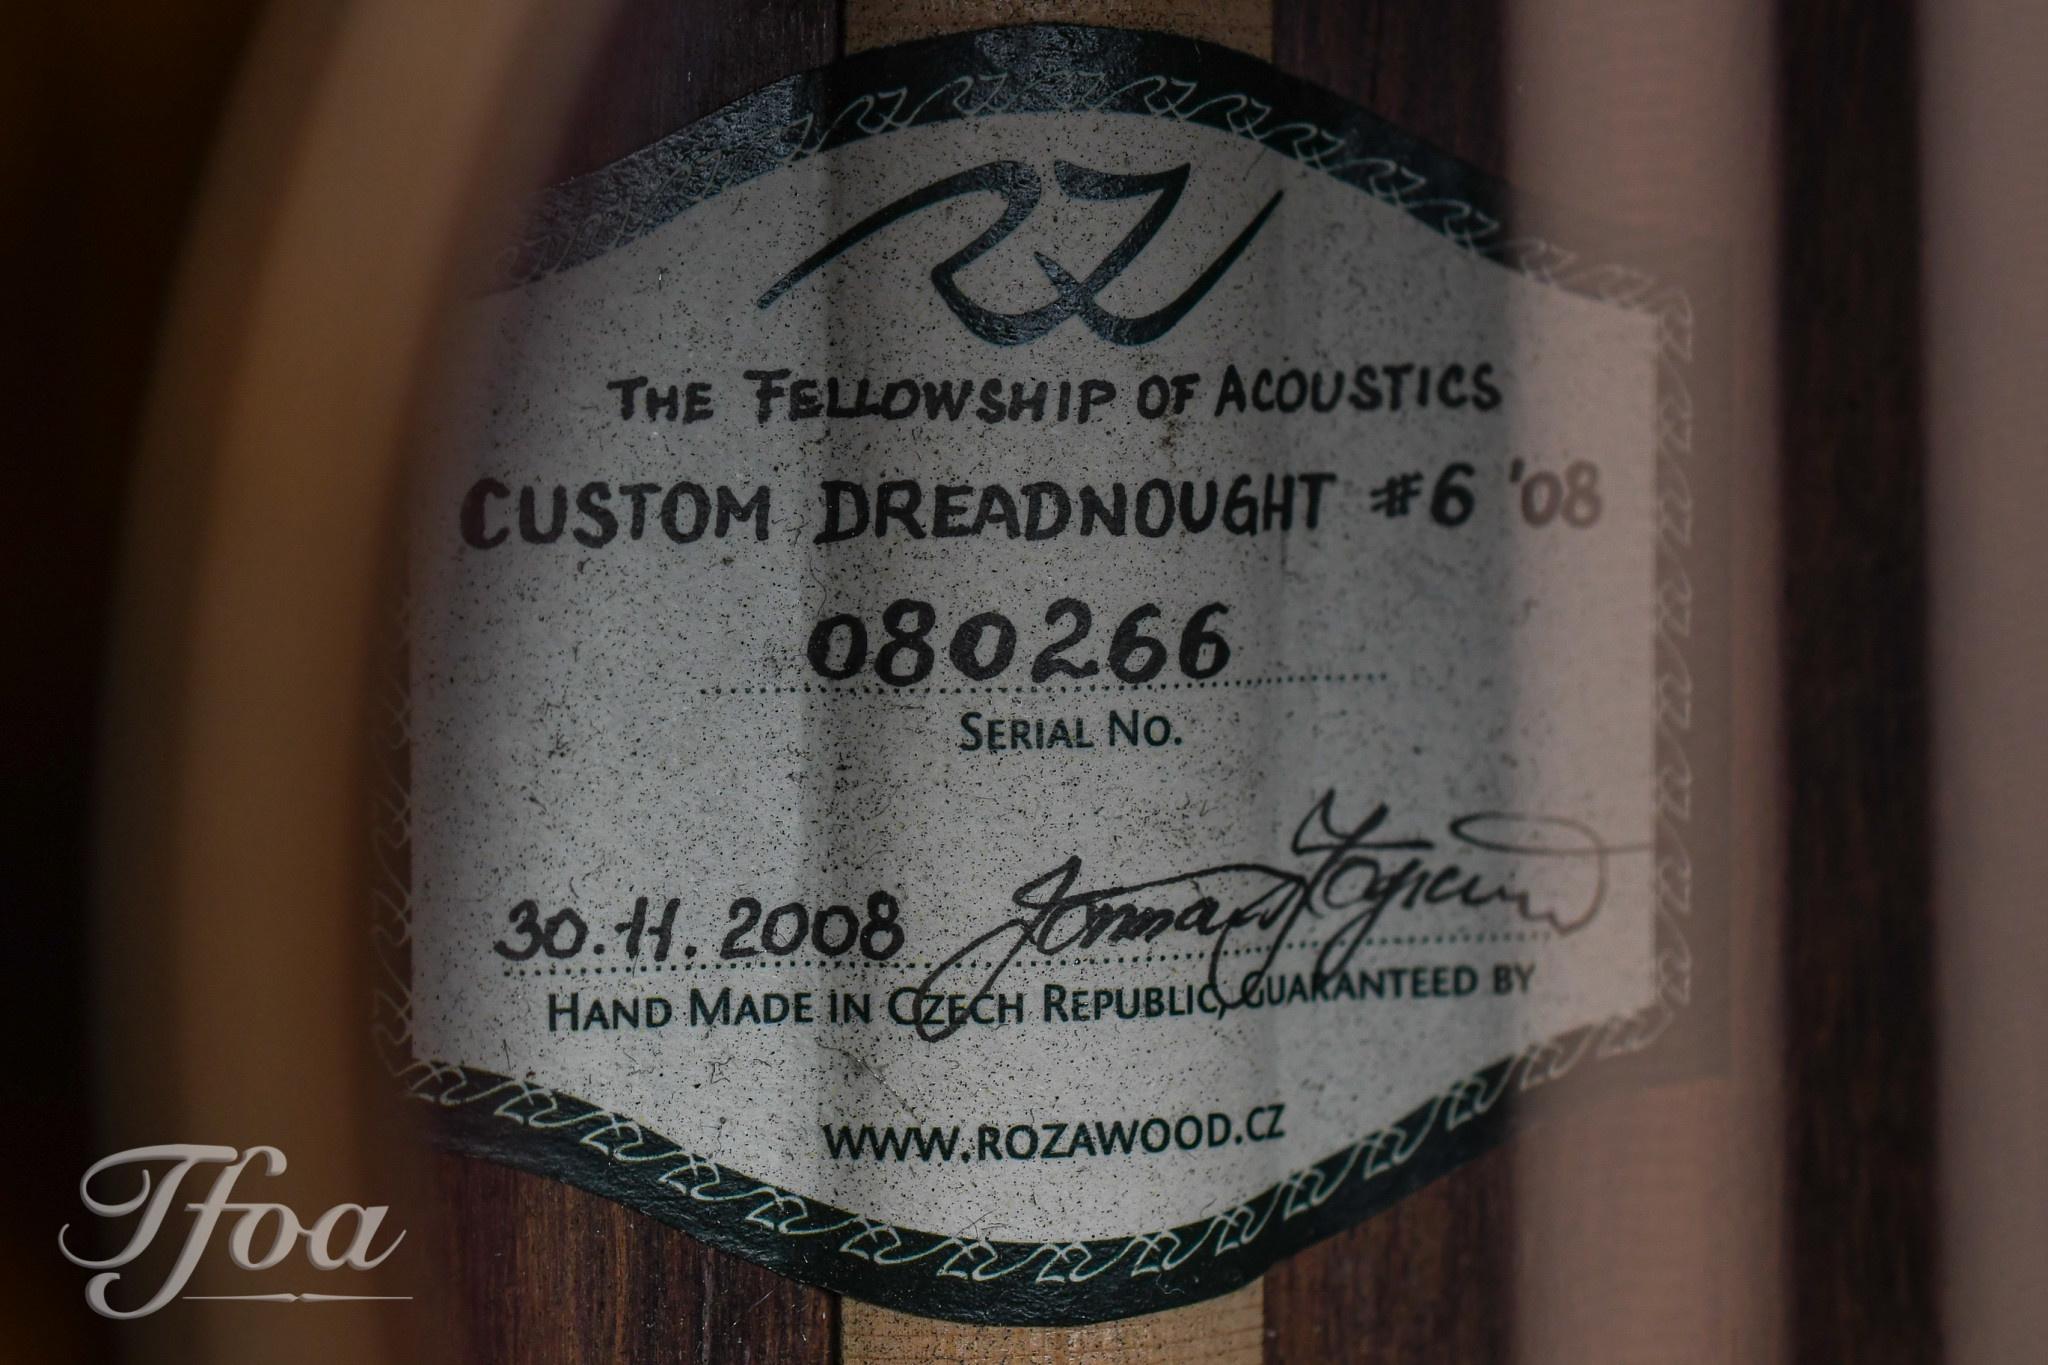 RZ
THE FELLOWSHIP OF ACOUSTICS
CUSTOM DREADNOUGHT #6 '08
080266
SERIAL NO.
30.11.2008
HAND MADE IN CZECH REPUBLIC, GUARANTEED BY
WWW.ROZAWOOD.CZ
Tfoa